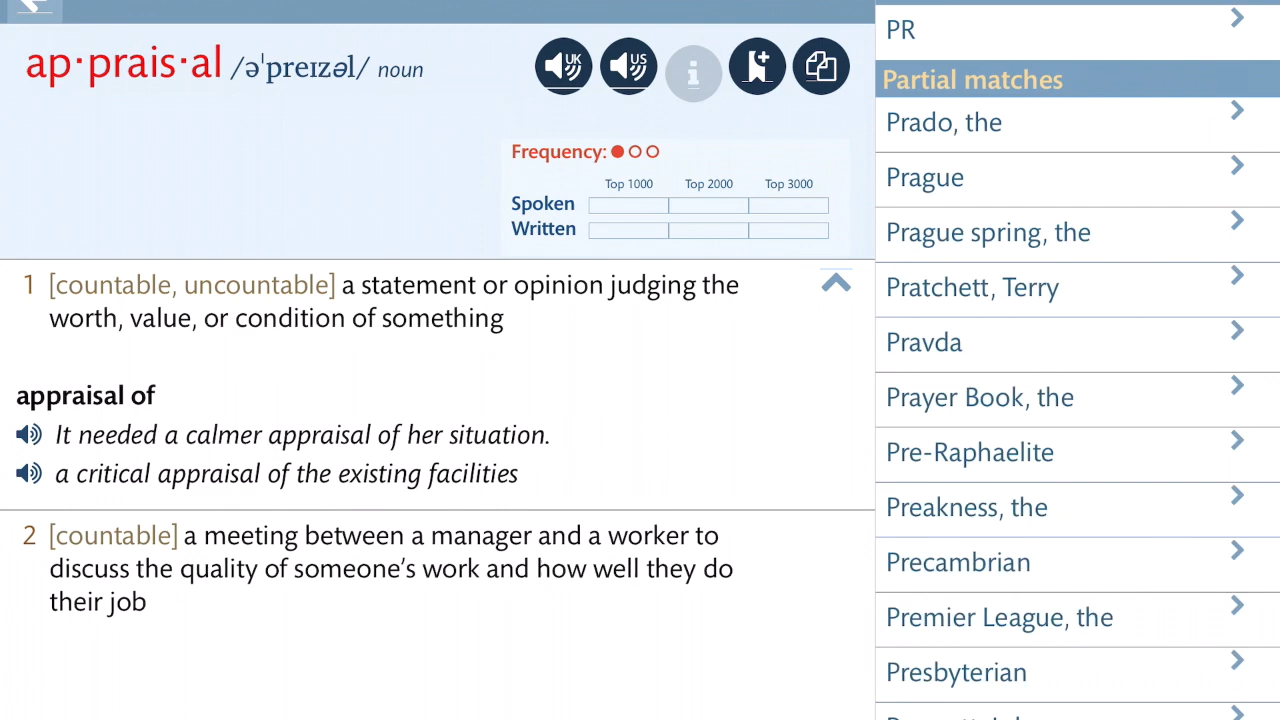 ap·prais·al /əˈpreɪzəl/ noun
UK
US
Frequency:
Top 1000 Top 2000 Top 3000
Spoken
Written
1 [countable, uncountable] a statement or opinion judging the
worth, value, or condition of something
appraisal of
It needed a calmer appraisal of her situation.
a critical appraisal of the existing facilities
2 [countable] a meeting between a manager and a worker to
discuss the quality of someone's work and how well they do
their job
PR
Partial matches
Prado, the
Prague
Prague spring, the
Pratchett, Terry
Pravda
Prayer Book, the
Pre-Raphaelite
Preakness, the
Precambrian
Premier League, the
Presbyterian